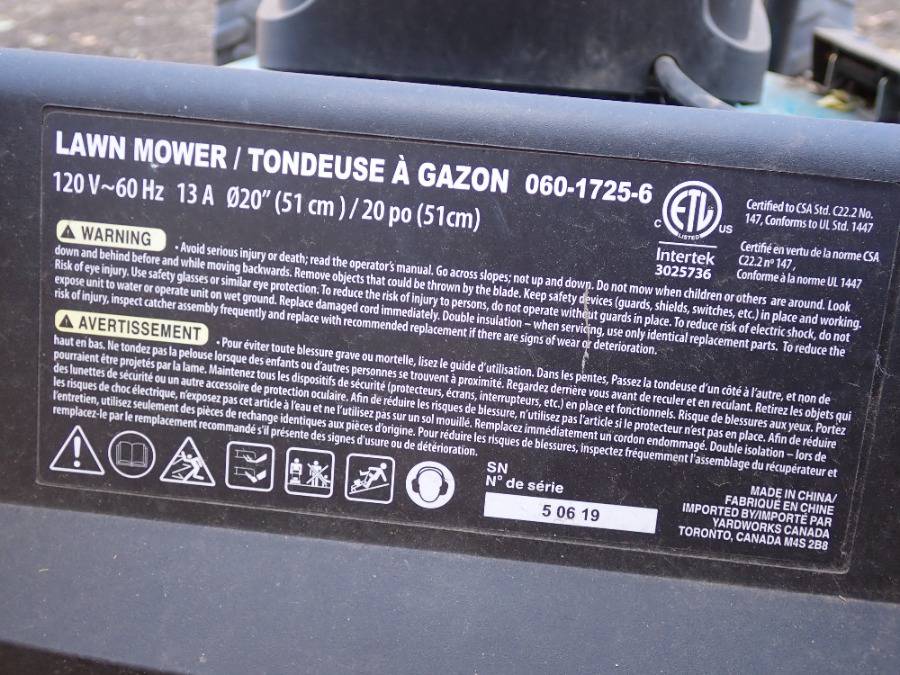 LAWN MOWER / TONDEUSE À GAZON 060-1725-6
120 V~60 Hz 13 A Ø20" (51 cm ) / 20 po (51cm)
C ETL US
LISTED
Intertek
3025736
Certified to CSA Std. C22.2 No.
147, Conforms to UL Std. 1447
Certifié en vertu de la norme CSA
C22.2 n° 147 ,
Conforme à la norme UL 1447
WARNING • Avoid serious injury or death; read the operator's manual. Go across slopes; not up and down. Do not mow when children or others are around. Look
down and behind before and while moving backwards. Remove objects that could be thrown by the blade. Keep safety devices (guards, shields, switches, etc.) in place and working.
Risk of eye injury. Use safety glasses or similar eye protection. To reduce the risk of injury to persons, do not operate without guards in place. To reduce risk of electric shock, do not
expose unit to water or operate unit on wet ground. Replace damaged cord immediately. Double insulation – when servicing, use only identical replacement parts. To reduce the
risk of injury, inspect catcher assembly frequently and replace with recommended replacement if there are signs of wear or deterioration.
AVERTISSEMENT • Pour éviter toute blessure grave ou mortelle, lisez le guide d'utilisation. Dans les pentes, Passez la tondeuse d'un côté à l'autre, et non de
haut en bas. Ne tondez pas la pelouse lorsque des enfants ou d'autres personnes se trouvent à proximité. Regardez derrière vous avant de reculer et en reculant. Retirez les objets qui
pourraient être projetés par la lame. Maintenez tous les dispositifs de sécurité (protecteurs, écrans, interrupteurs, etc.) en place et fonctionnels. Risque de blessures aux yeux. Portez
des lunettes de sécurité ou un autre accessoire de protection oculaire. Afin de réduire les risques de blessure, n'utilisez pas l'article si le protecteur n'est pas en place. Afin de réduire
les risques de choc électrique, n'exposez pas cet article à l'eau et ne l'utilisez pas sur un sol mouillé. Remplacez immédiatement un cordon endommagé. Double isolation – lors de
l'entretien, utilisez seulement des pièces de rechange identiques aux pièces d'origine. Pour réduire les risques de blessures, inspectez fréquemment l'assemblage du récupérateur et
remplacez-le par le remplacement recommandé s'il présente des signes d'usure ou de détérioration.
SN
N° de série
5 06 19
MADE IN CHINA/
FABRIQUÉ EN CHINE
IMPORTED BY/IMPORTÉ PAR
YARDWORKS CANADA
TORONTO, CANADA M4S 2B8